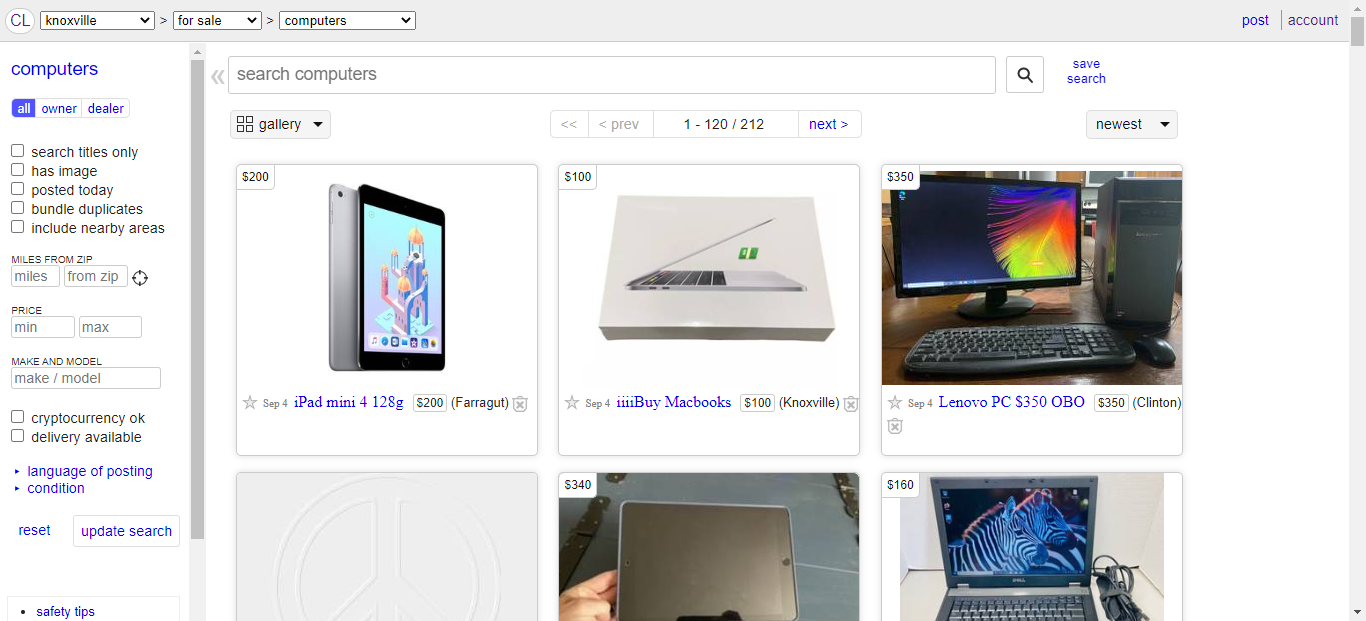 CL knoxville > for sale > computers post account
computers
all owner dealer
search titles only
has image
posted today
bundle duplicates
include nearby areas
MILES FROM ZIP
miles from zip
PRICE
min max
MAKE AND MODEL
make / model
cryptocurrency ok
delivery available
language of posting
condition
reset update search
safety tips
« search computers save
search
gallery << < prev 1 - 120 / 212 next > newest
$200
Sep 4 iPad mini 4 128g $200 (Farragut)
$100
Sep 4 iiiiBuy Macbooks $100 (Knoxville)
$350
Sep 4 Lenovo PC $350 OBO $350 (Clinton)
$340
$160
DELL